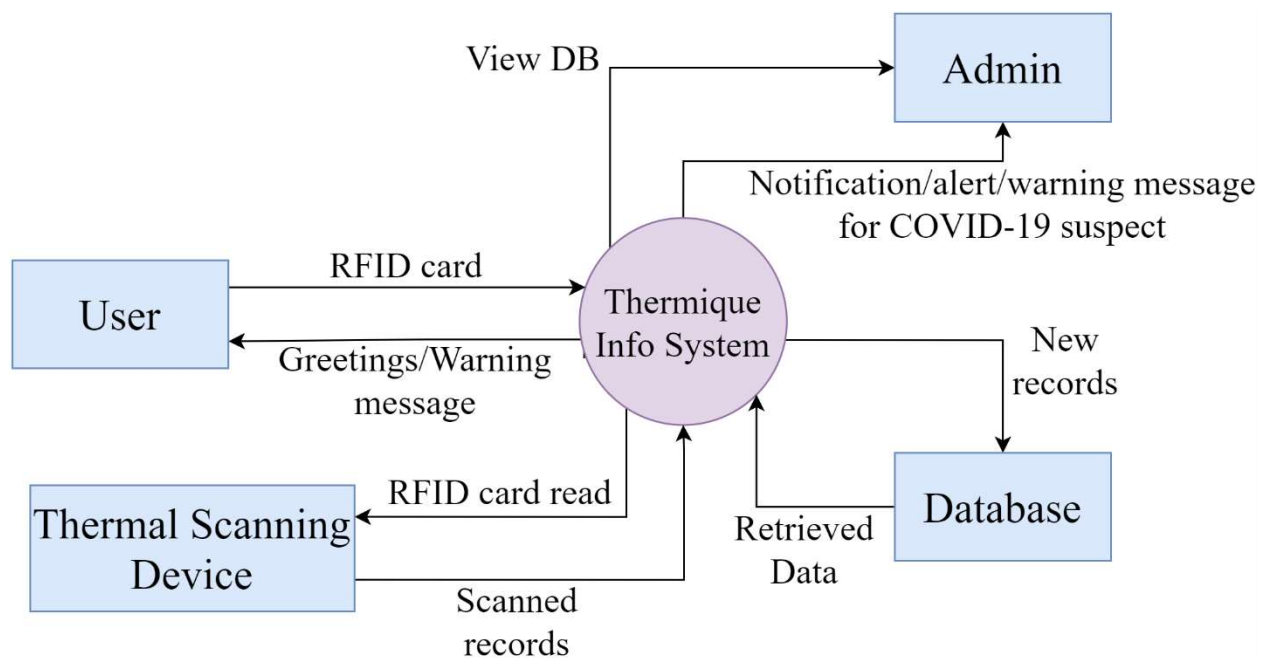 View DB
Admin
Notification/alert/warning message
for COVID-19 suspect
RFID card
User
Thermique
Info System
Greetings/Warning
message
New
records
RFID card read
Thermal Scanning
Device
Retrieved
Data
Database
Scanned
records